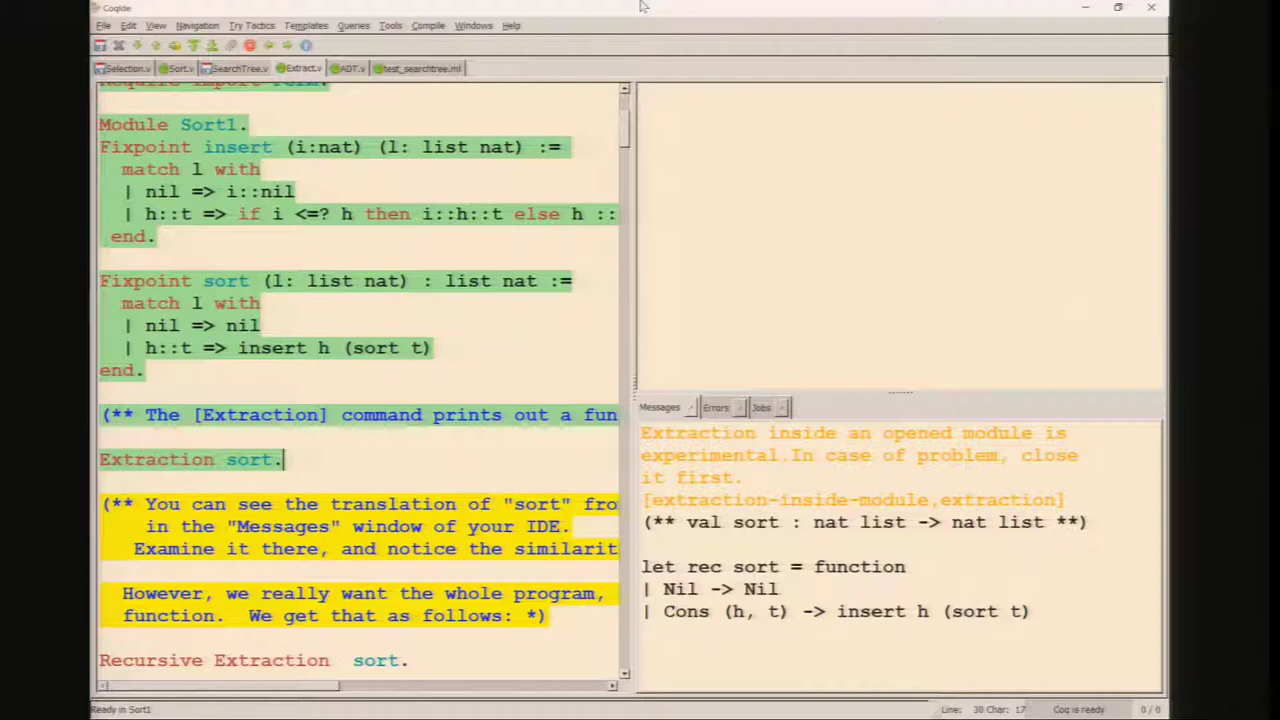 CoqIde
File Edit View Navigation Try Tactics Templates Queries Tools Compile Windows Help
Selection.v Sort.v SearchTree.v Extract.v ADT.v test_searchtree.ml
Module Sort1.
Fixpoint insert (i:nat) (l: list nat) :=
match l with
| nil => i::nil
| h::t => if i <=? h then i::h::t else h ::
end.
Fixpoint sort (l: list nat) : list nat :=
match l with
| nil => nil
| h::t => insert h (sort t)
end.
(** The [Extraction] command prints out a fun
Extraction sort.
(** You can see the translation of "sort" fro
in the "Messages" window of your IDE.
Examine it there, and notice the similarit
However, we really want the whole program,
function. We get that as follows: *)
Recursive Extraction sort.
Messages Errors Jobs
Extraction inside an opened module is
experimental.In case of problem, close
it first.
[extraction-inside-module,extraction]
(** val sort : nat list -> nat list **)
let rec sort = function
| Nil -> Nil
| Cons (h, t) -> insert h (sort t)
Ready in Sort1 Line: 30 Char: 17 Coq is ready 0 / 0